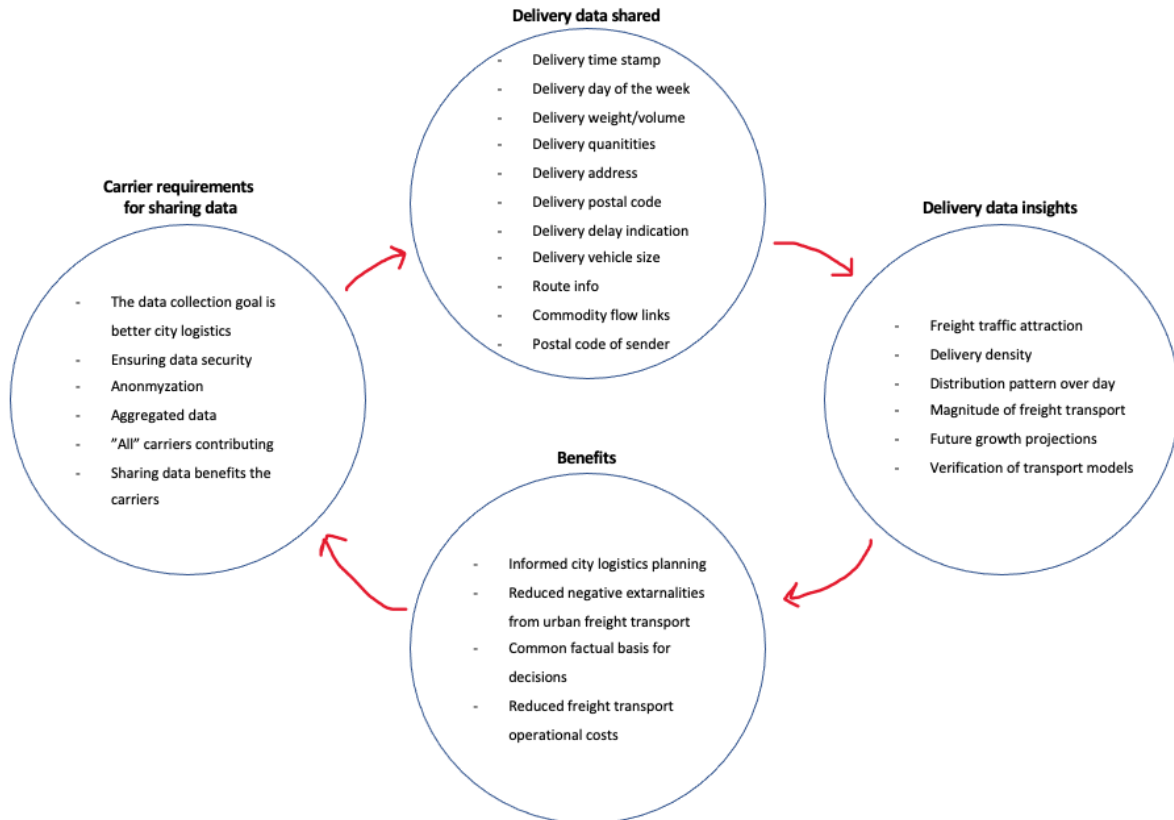 Delivery data shared
- Delivery time stamp
- Delivery day of the week
- Delivery weight/volume
- Delivery quanitities
- Delivery address
- Delivery postal code
- Delivery delay indication
- Delivery vehicle size
- Route info
- Commodity flow links
- Postal code of sender
Carrier requirements
for sharing data
- The data collection goal is
better city logistics
- Ensuring data security
- Anonmyzation
- Aggregated data
- ”All” carriers contributing
- Sharing data benefits the
carriers
Delivery data insights
- Freight traffic attraction
- Delivery density
- Distribution pattern over day
- Magnitude of freight transport
- Future growth projections
- Verification of transport models
Benefits
- Informed city logistics planning
- Reduced negative extarnalities
from urban freight transport
- Common factual basis for
decisions
- Reduced freight transport
operational costs